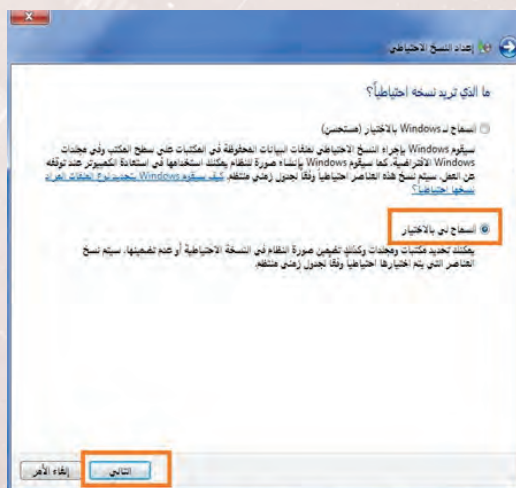 إعداد النسخ الاحتياطي
ما الذي تريد نسخه احتياطياً؟
السماح لـ Windows بالاختيار (مستحسن)
سيقوم Windows بإجراء النسخ الاحتياطي لملفات البيانات المحفوظة في المكتبات على سطح المكتب وفي مجلدات
Windows الافتراضية. كما سيقوم Windows بإنشاء صورة للنظام يمكنك استخدامها في استعادة الكمبيوتر عند توقفه
عن العمل. سيتم نسخ هذه العناصر احتياطياً وفقًا لجدول زمني منتظم. كيف سيقوم Windows بتحديد نوع الملفات المراد
نسخها احتياطياً؟
السماح لي بالاختيار
يمكنك تحديد مكتبات ومجلدات وكذلك تضمين صورة النظام في النسخة الاحتياطية أو عدم تضمينها. سيتم نسخ
العناصر التي يتم اختيارها احتياطياً وفقًا لجدول زمني منتظم.
التالي
إلغاء الأمر